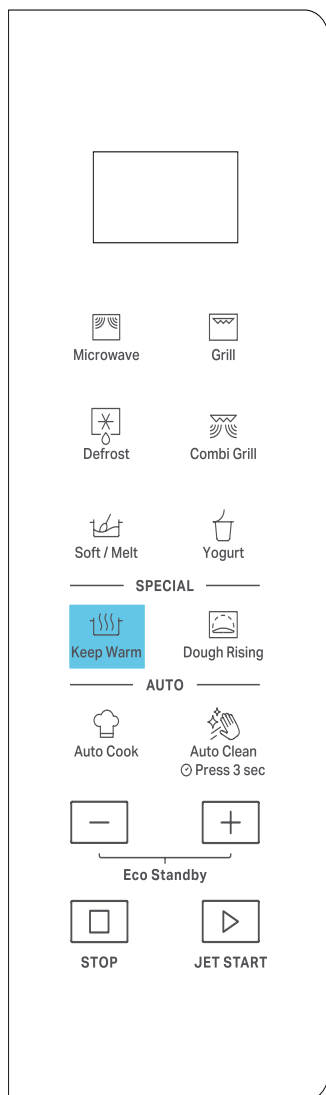 Microwave
Grill
Defrost
Combi Grill
Soft / Melt
Yogurt
SPECIAL
Keep Warm
Dough Rising
AUTO
Auto Cook
Auto Clean
Press 3 sec
Eco Standby
STOP
JET START